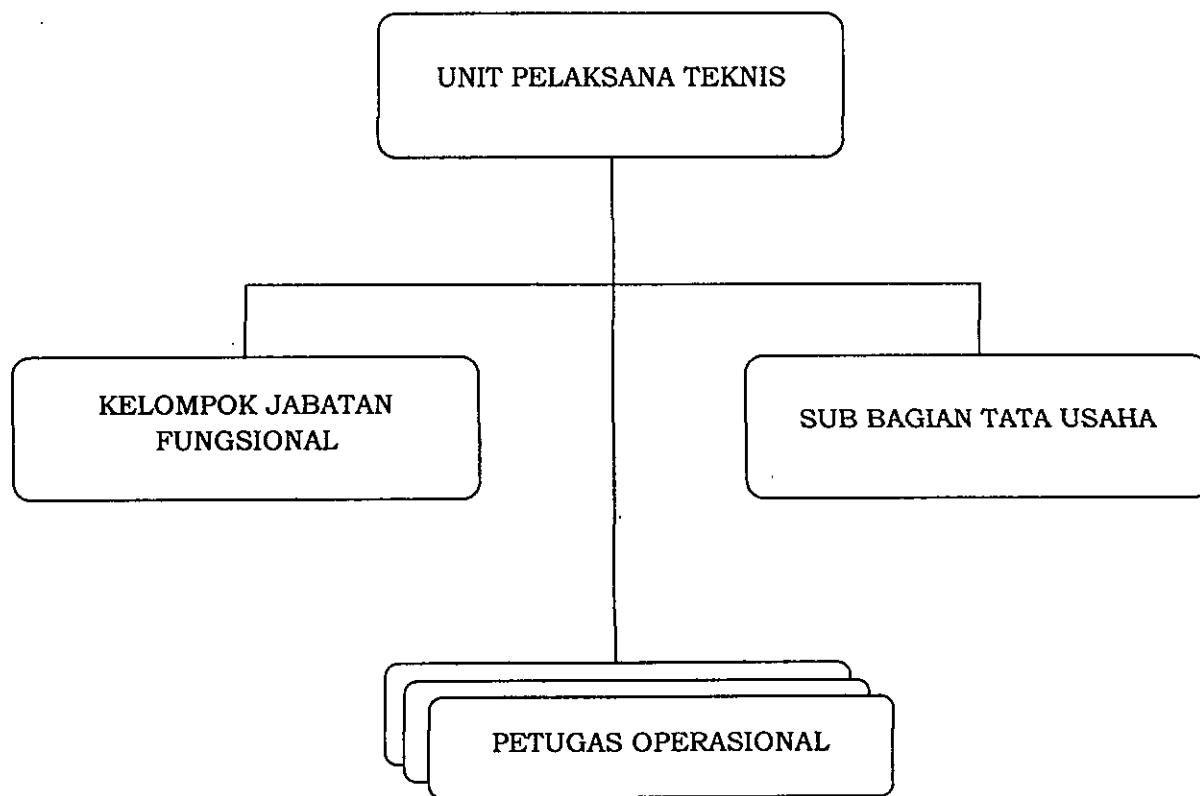 UNIT PELAKSANA TEKNIS
KELOMPOK JABATAN
FUNGSIONAL
SUB BAGIAN TATA USAHA
PETUGAS OPERASIONAL